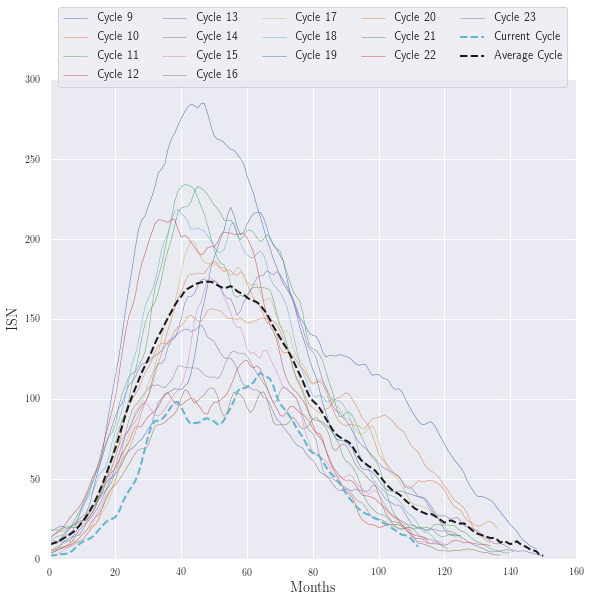 Cycle 9 Cycle 13 Cycle 17 Cycle 20 Cycle 23
Cycle 10 Cycle 14 Cycle 18 Cycle 21 Current Cycle
Cycle 11 Cycle 15 Cycle 19 Cycle 22 Average Cycle
Cycle 12 Cycle 16
300
250
200
150
100
50
0
ISN
0 20 40 60 80 100 120 140 160
Months